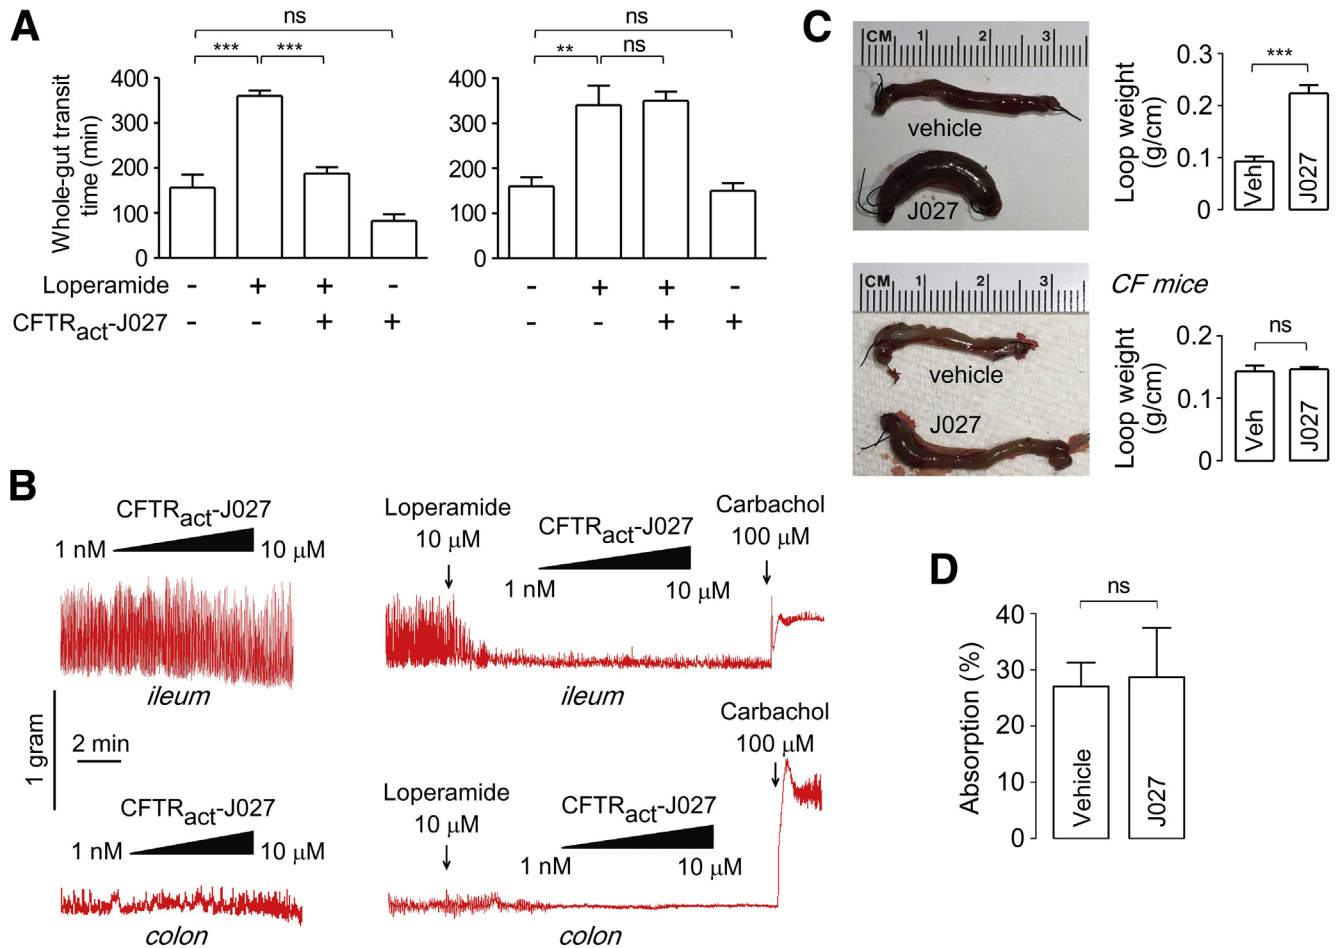 A
ns
*** ***
Whole-gut transit
time (min)
400
300
200
100
0
Loperamide - + + -
CFTRact-J027 - - + +
ns
** ns
400
300
200
100
0
- + + -
- - + +
B
CFTRact-J027
1 nM 10 μM
ileum
Loperamide
10 μM
CFTRact-J027
1 nM 10 μM
Carbachol
100 μM
ileum
1 gram
2 min
CFTRact-J027
1 nM 10 μM
colon
Loperamide
10 μM
CFTRact-J027
1 nM 10 μM
Carbachol
100 μM
colon
C
CM 1 2 3
vehicle
J027
Loop weight
(g/cm)
0.3
0.2
0.1
0
***
Veh J027
CM 1 2 3
vehicle
J027
CF mice
Loop weight
(g/cm)
0.2
0.1
0
ns
Veh J027
D
ns
Absorption (%)
40
30
20
10
0
Vehicle J027